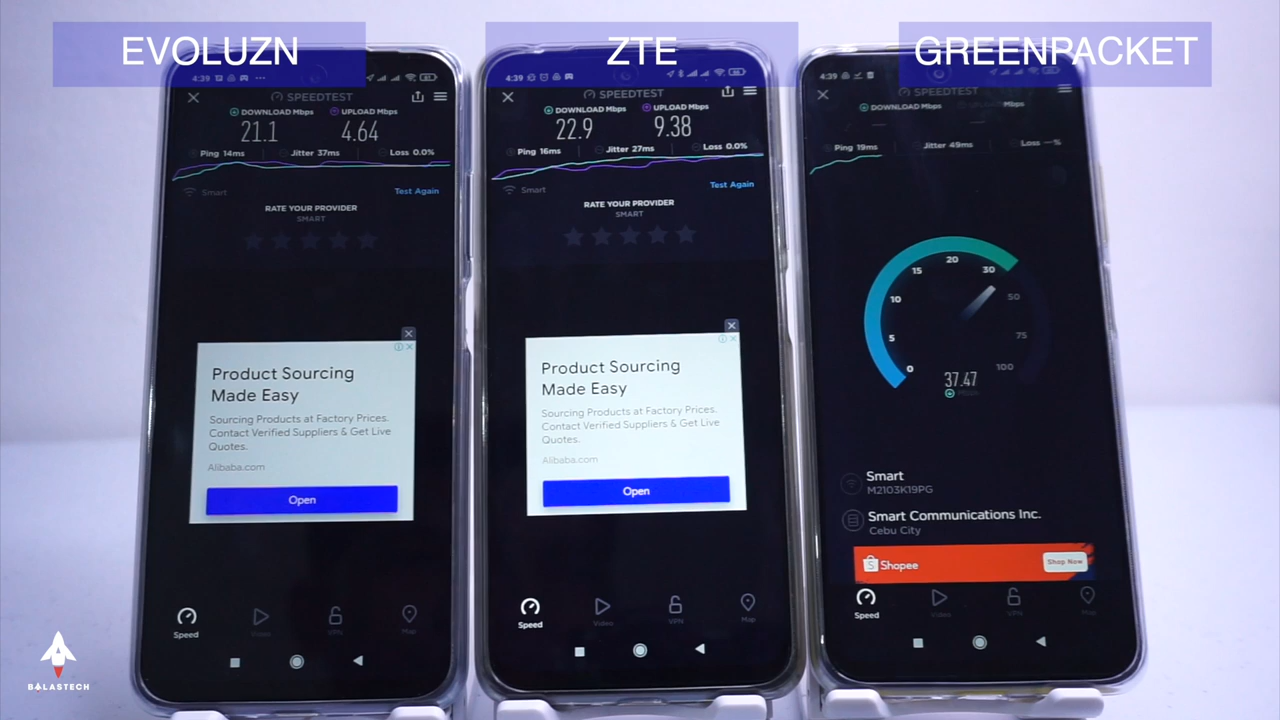 EVOLUZN
4:39
SPEEDTEST
DOWNLOAD Mbps
UPLOAD Mbps
21.1
4.64
Ping 14ms
Jitter 37ms
Loss 0.0%
Smart
Test Again
RATE YOUR PROVIDER
SMART
Product Sourcing
Made Easy
Sourcing Products at Factory Prices.
Contact Verified Suppliers & Get Live
Quotes.
Alibaba.com
Open
Speed
Video
VPN
Map
ZTE
4:39
SPEEDTEST
DOWNLOAD Mbps
UPLOAD Mbps
22.9
9.38
Ping 16ms
Jitter 27ms
Loss 0.0%
Smart
Test Again
RATE YOUR PROVIDER
SMART
Product Sourcing
Made Easy
Sourcing Products at Factory Prices.
Contact Verified Suppliers & Get Live
Quotes.
Alibaba.com
Open
Speed
Video
VPN
Map
GREENPACKET
4:39
SPEEDTEST
DOWNLOAD Mbps
Mbps
Ping 19ms
Jitter 49ms
Loss —%
0
5
10
15
20
30
50
75
100
37.47
Mbps
Smart
M2103K19PG
Smart Communications Inc.
Cebu City
Shopee
Shop Now
Speed
Video
VPN
Map
BALASTECH